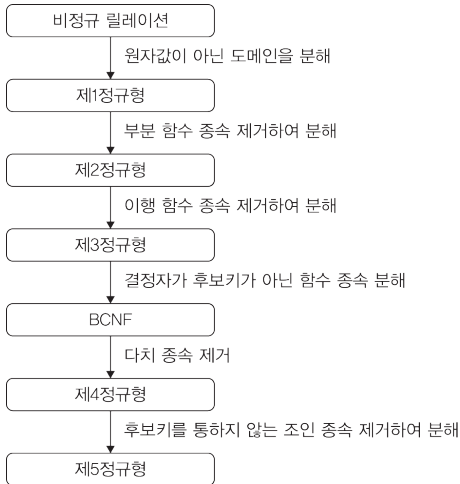 비정규 릴레이션
원자값이 아닌 도메인을 분해
제1정규형
부분 함수 종속 제거하여 분해
제2정규형
이행 함수 종속 제거하여 분해
제3정규형
결정자가 후보키가 아닌 함수 종속 분해
BCNF
다치 종속 제거
제4정규형
후보키를 통하지 않는 조인 종속 제거하여 분해
제5정규형